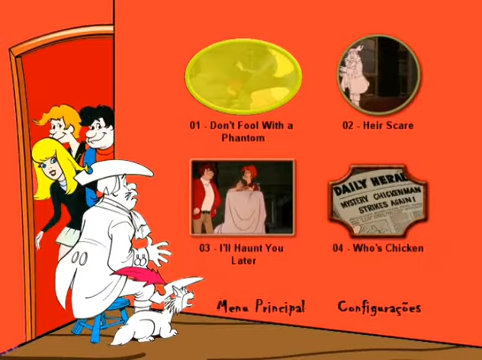 01 - Don't Fool With a
Phantom
02 - Heir Scare
DAILY HERAL
MYSTERY CHICKENMAN
STRIKES AGAIN!
03 - I'll Haunt You
Later
04 - Who's Chicken
Menu Principal
Configurações